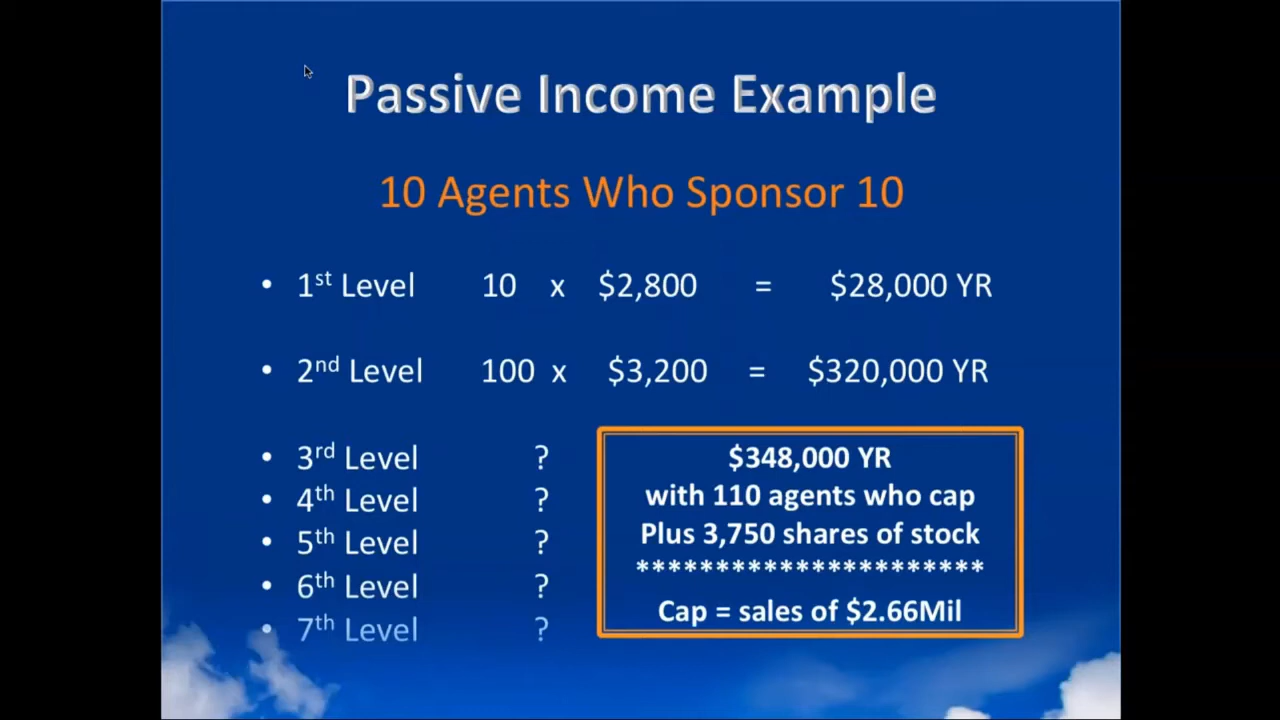 Passive Income Example
10 Agents Who Sponsor 10
• 1st Level 10 x $2,800 = $28,000 YR
• 2nd Level 100 x $3,200 = $320,000 YR
• 3rd Level ?
• 4th Level ?
• 5th Level ?
• 6th Level ?
• 7th Level ?
$348,000 YR
with 110 agents who cap
Plus 3,750 shares of stock
**********************
Cap = sales of $2.66Mil